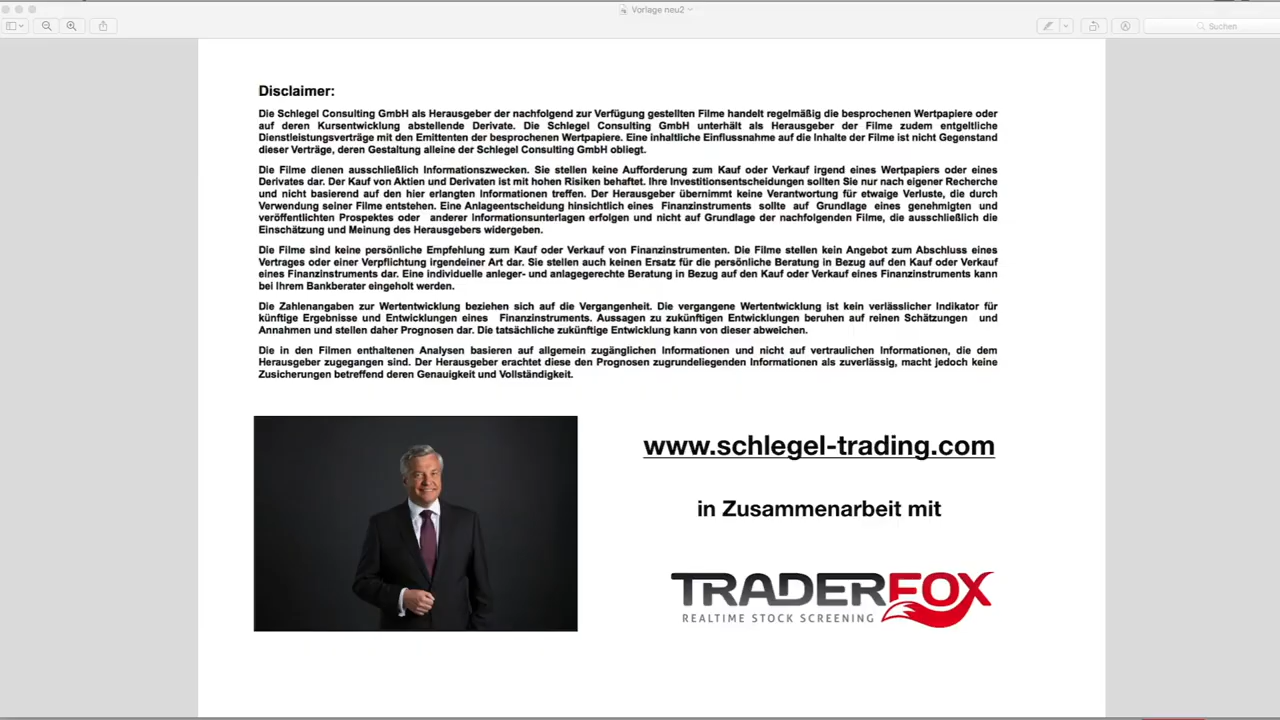 Vorlage neu2
Suchen
Disclaimer:
Die Schlegel Consulting GmbH als Herausgeber der nachfolgend zur Verfügung gestellten Filme handelt regelmäßig die besprochenen Wertpapiere oder
auf deren Kursentwicklung abstellende Derivate. Die Schlegel Consulting GmbH unterhält als Herausgeber der Filme zudem entgeltliche
Dienstleistungsverträge mit den Emittenten der besprochenen Wertpapiere. Eine inhaltliche Einflussnahme auf die Inhalte der Filme ist nicht Gegenstand
dieser Verträge, deren Gestaltung alleine der Schlegel Consulting GmbH obliegt.
Die Filme dienen ausschließlich Informationszwecken. Sie stellen keine Aufforderung zum Kauf oder Verkauf irgend eines Wertpapiers oder eines
Derivates dar. Der Kauf von Aktien und Derivaten ist mit hohen Risiken behaftet. Ihre Investitionsentscheidungen sollten Sie nur nach eigener Recherche
und nicht basierend auf den hier erlangten Informationen treffen. Der Herausgeber übernimmt keine Verantwortung für etwaige Verluste, die durch
Verwendung seiner Filme entstehen. Eine Anlageentscheidung hinsichtlich eines Finanzinstruments sollte auf Grundlage eines genehmigten und
veröffentlichten Prospektes oder anderer Informationsunterlagen erfolgen und nicht auf Grundlage der nachfolgenden Filme, die ausschließlich die
Einschätzung und Meinung des Herausgebers widergeben.
Die Filme sind keine persönliche Empfehlung zum Kauf oder Verkauf von Finanzinstrumenten. Die Filme stellen kein Angebot zum Abschluss eines
Vertrages oder einer Verpflichtung irgendeiner Art dar. Sie stellen auch keinen Ersatz für die persönliche Beratung in Bezug auf den Kauf oder Verkauf
eines Finanzinstruments dar. Eine individuelle anleger- und anlagegerechte Beratung in Bezug auf den Kauf oder Verkauf eines Finanzinstruments kann
bei Ihrem Bankberater eingeholt werden.
Die Zahlenangaben zur Wertentwicklung beziehen sich auf die Vergangenheit. Die vergangene Wertentwicklung ist kein verlässlicher Indikator für
künftige Ergebnisse und Entwicklungen eines Finanzinstruments. Aussagen zu zukünftigen Entwicklungen beruhen auf reinen Schätzungen und
Annahmen und stellen daher Prognosen dar. Die tatsächliche zukünftige Entwicklung kann von dieser abweichen.
Die in den Filmen enthaltenen Analysen basieren auf allgemein zugänglichen Informationen und nicht auf vertraulichen Informationen, die dem
Herausgeber zugegangen sind. Der Herausgeber erachtet diese den Prognosen zugrundeliegenden Informationen als zuverlässig, macht jedoch keine
Zusicherungen betreffend deren Genauigkeit und Vollständigkeit.
www.schlegel-trading.com
in Zusammenarbeit mit
TRADERFOX
REALTIME STOCK SCREENING